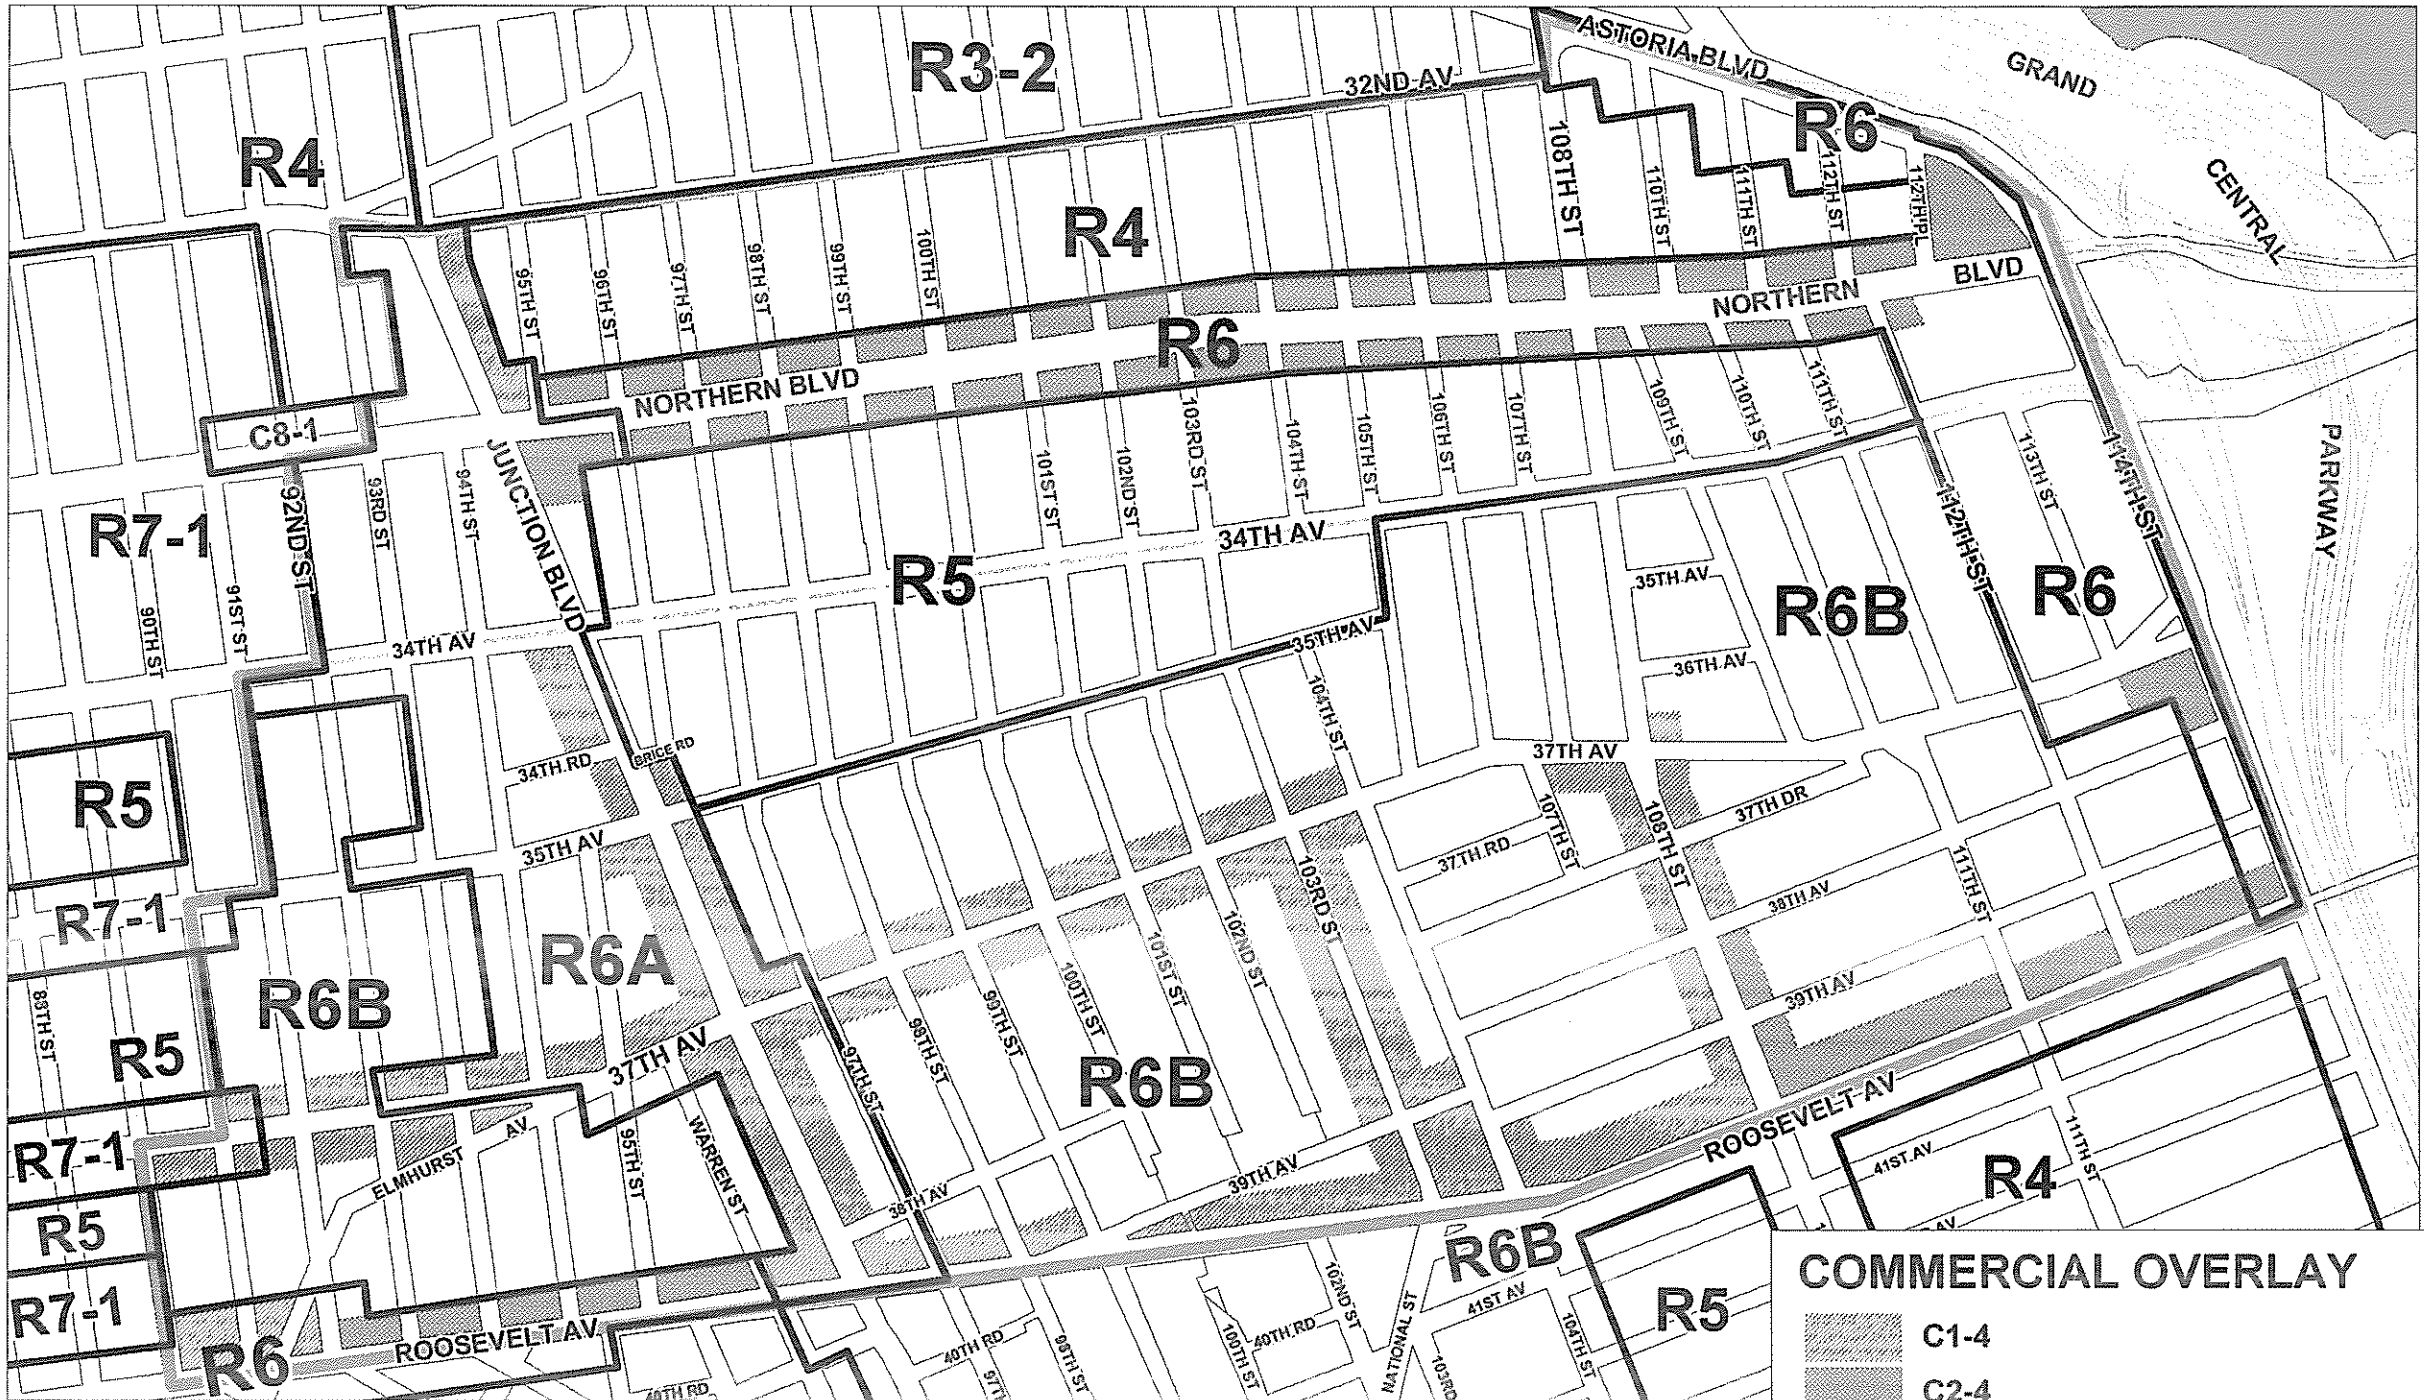 R3-2
ASTORIA BLVD
GRAND
32ND AV
R6
R4
108TH ST
110TH ST
111TH ST
112TH ST
112TH PL
CENTRAL
R4
95TH ST
96TH ST
97TH ST
98TH ST
99TH ST
100TH ST
NORTHERN
BLVD
R6
NORTHERN BLVD
C8-1
JUNCTION BLVD
101ST ST
102ND ST
103RD ST
104TH ST
105TH ST
106TH ST
107TH ST
109TH ST
110TH ST
111TH ST
113TH ST
114TH ST
PARKWAY
R7-1
92ND ST
93RD ST
94TH ST
90TH ST
91ST ST
34TH AV
34TH AV
R5
35TH AV
R6B
112TH ST
R6
35TH AV
36TH AV
104TH ST
34TH RD
BRICE RD
37TH AV
R5
35TH AV
107TH ST
108TH ST
37TH DR
37TH RD
103RD ST
111TH ST
38TH AV
R7-1
R6A
101ST ST
102ND ST
R6B
88TH ST
R5
37TH AV
97TH ST
98TH ST
99TH ST
100TH ST
R6B
39TH AV
ROOSEVELT AV
R7-1
ELMHURST
AV
95TH ST
WARREN ST
38TH AV
39TH AV
41ST AV
111TH ST
R4
R5
R6B
AV
R7-1
R6
ROOSEVELT AV
40TH RD
40TH RD
98TH ST
100TH ST
40TH RD
102ND ST
NATIONAL ST
41ST AV
103RD
104TH ST
R5
COMMERCIAL OVERLAY
C1-4
C2-4